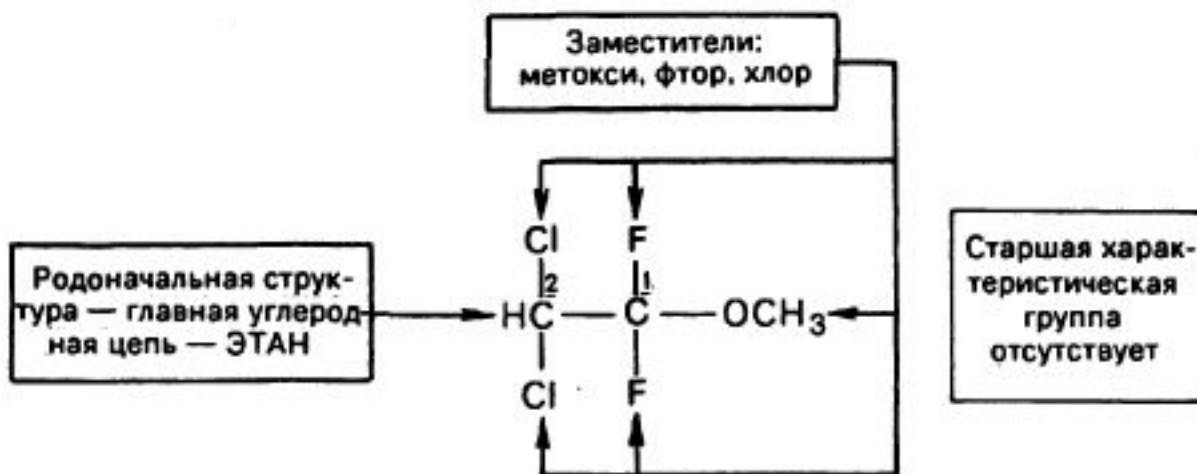 Заместители:
метокси, фтор, хлор
Cl F
Родоначальная струк-
тура — главная углерод
ная цепь — ЭТАН
2 1
HC — C — OCH3
Cl F
Старшая харак-
теристическая
группа
отсутствует